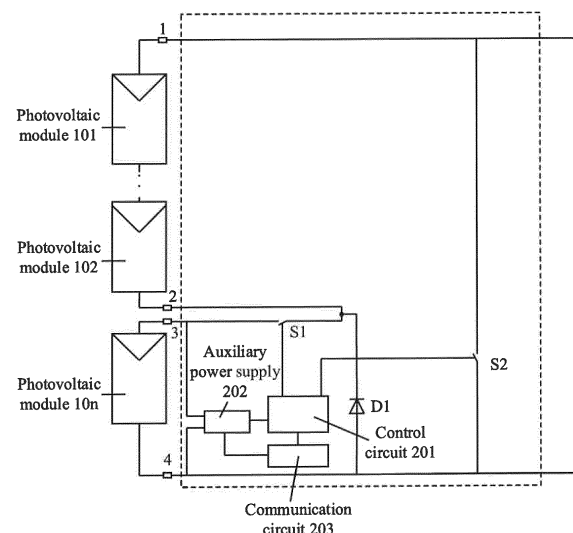 1
Photovoltaic
module 101
Photovoltaic
module 102
2
3
S1
Auxiliary
power supply
202
S2
Photovoltaic
module 10n
D1
Control
circuit 201
4
Communication
circuit 203